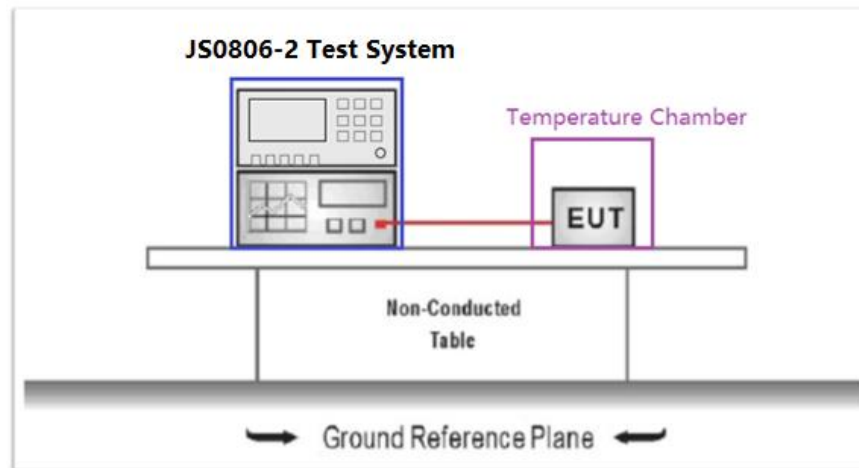 JS0806-2 Test System
Temperature Chamber
EUT
Non-Conducted
Table
Ground Reference Plane